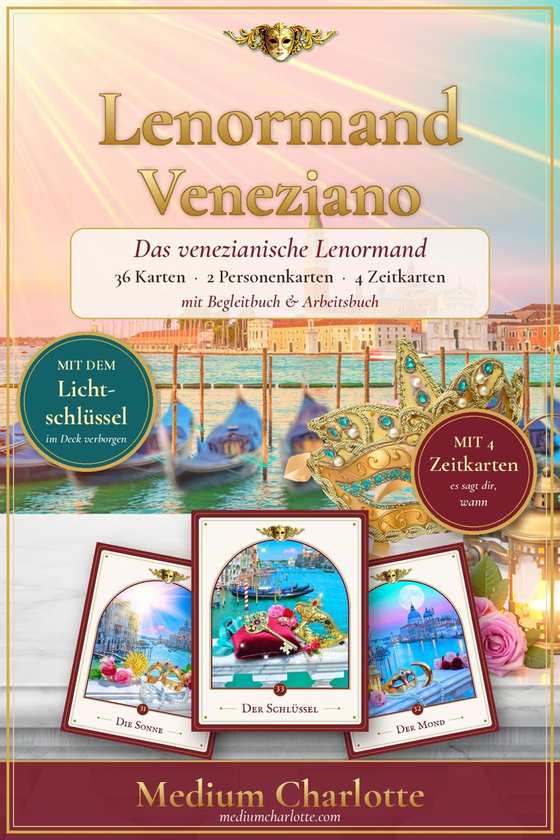 Lenormand
Veneziano
Das venezianische Lenormand
36 Karten · 2 Personenkarten · 4 Zeitkarten
mit Begleitbuch & Arbeitsbuch
MIT DEM
Licht-
schlüssel
im Deck verborgen
MIT 4
Zeitkarten
es sagt dir,
wann
31
DIE SONNE
33
DER SCHLÜSSEL
32
DER MOND
Medium Charlotte
mediumcharlotte.com